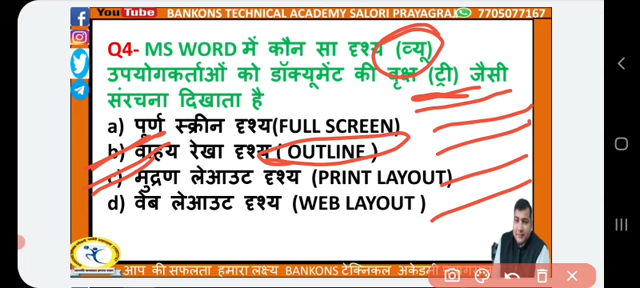 YouTube BANKONS TECHNICAL ACADEMY SALORI PRAYAGRAJ 7705077167
Q4- MS WORD में कौन सा दृश्य (व्यू)
उपयोगकर्ताओं को डॉक्यूमेंट की वृक्ष (ट्री) जैसी
संरचना दिखाता है
a) पूर्ण स्क्रीन दृश्य(FULL SCREEN)
b) वाहय रेखा दृश्य( OUTLINE )
c) मुद्रण लेआउट दृश्य (PRINT LAYOUT)
d) वेब लेआउट दृश्य (WEB LAYOUT )
आप की सफलता हमारा लक्ष्य BANKONS टेक्निकल अकेडमी